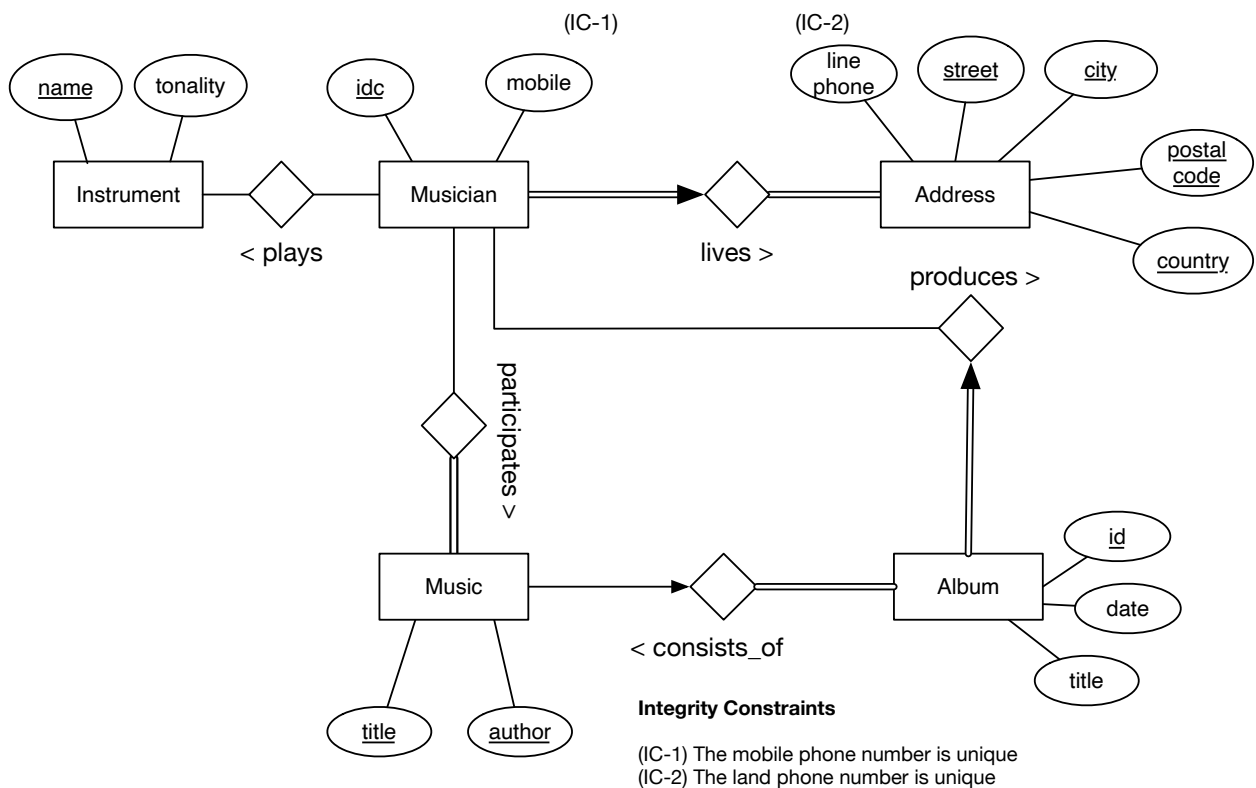 (IC-1)
(IC-2)
name
tonality
idc
mobile
line
phone
street
city
postal
code
country
Instrument
Musician
Address
< plays
lives >
produces >
participates >
Music
Album
id
date
title
< consists_of
title
author
Integrity Constraints
(IC-1) The mobile phone number is unique
(IC-2) The land phone number is unique